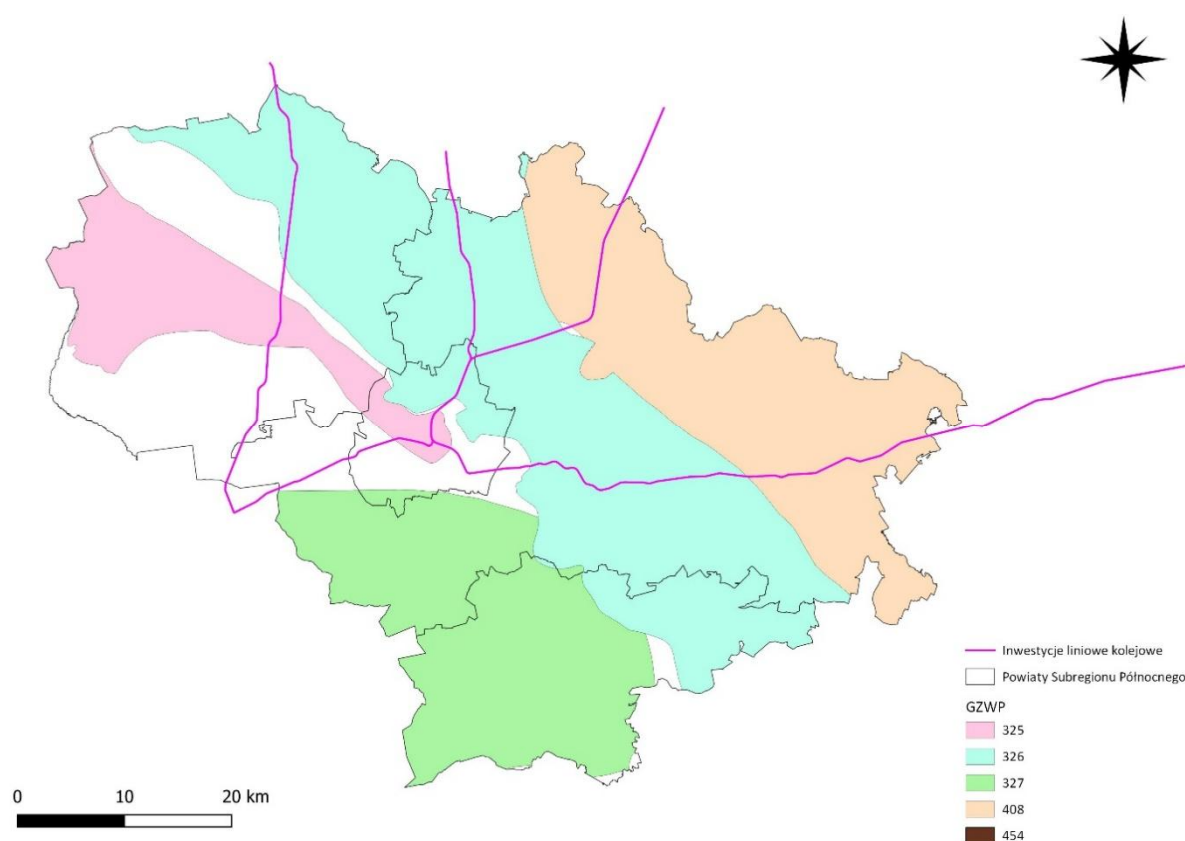 Inwestycje liniowe kolejowe
Powiaty Subregionu Północnego
GZWP
325
326
327
408
454
0 10 20 km